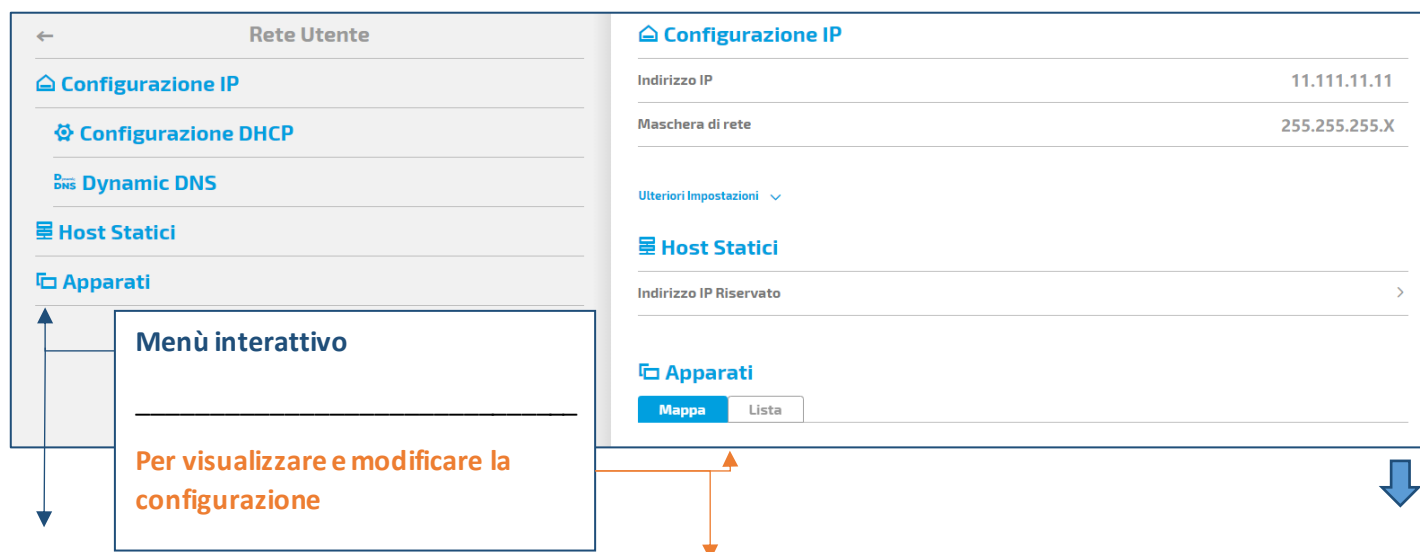 ← Rete Utente
Configurazione IP
Configurazione DHCP
DNS Dynamic DNS
Host Statici
Apparati
Menù interattivo
Per visualizzare e modificare la
configurazione
Configurazione IP
Indirizzo IP 11.111.11.11
Maschera di rete 255.255.255.X
Ulteriori Impostazioni
Host Statici
Indirizzo IP Riservato >
Apparati
Mappa Lista